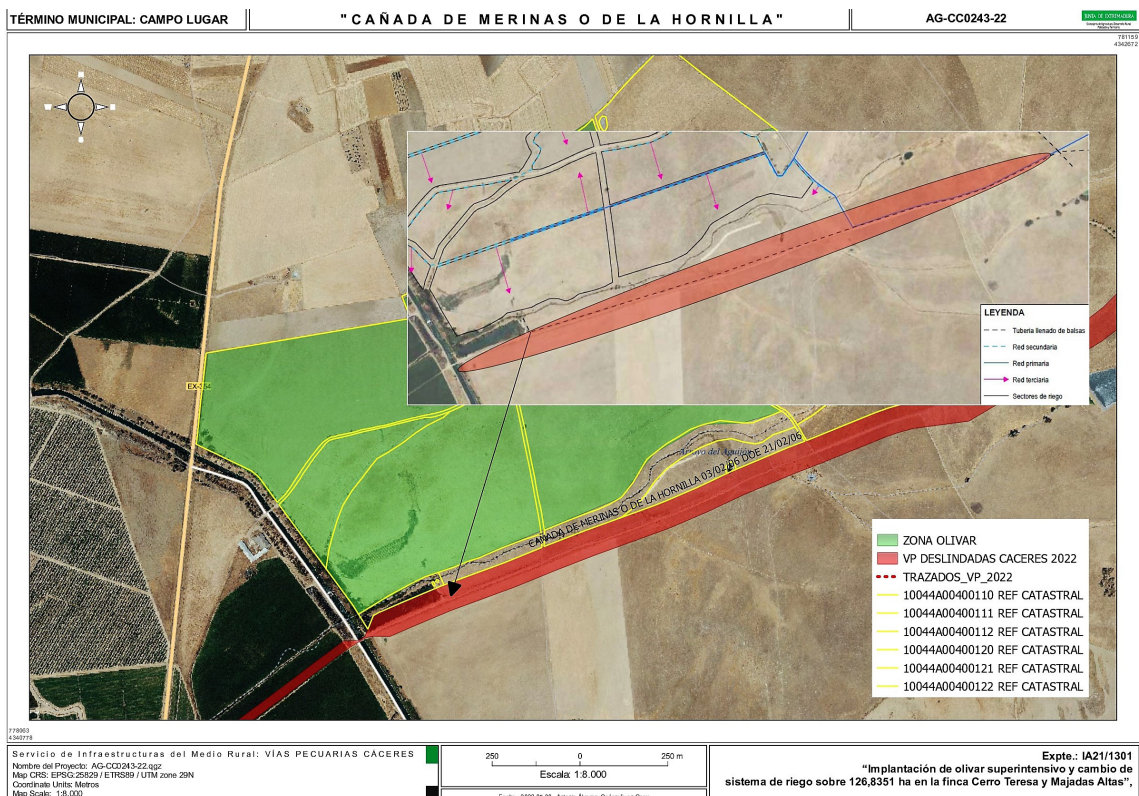 TÉRMINO MUNICIPAL: CAMPO LUGAR
"CAÑADA DE MERINAS O DE LA HORNILLA"
AG-CC0243-22
JUNTA DE EXTREMADURA
781159
4342672
EX-354
LEYENDA
Tuberia llenado de balsas
Red secundaria
Red primaria
Red terciaria
Sectores de riego
Arroyo del
CAÑADA DE MERINAS O DE LA HORNILLA 03/02/06 DOE 21/02/06
ZONA OLIVAR
VP DESLINDADAS CACERES 2022
TRAZADOS_VP_2022
10044A00400110 REF CATASTRAL
10044A00400111 REF CATASTRAL
10044A00400112 REF CATASTRAL
10044A00400120 REF CATASTRAL
10044A00400121 REF CATASTRAL
10044A00400122 REF CATASTRAL
778063
4340778
Servicio de Infraestructuras del Medio Rural: VÍAS PECUARIAS CÁCERES
Nombre del Proyecto: AG-CC0243-22.qgz
Map CRS: EPSG:25829 / ETRS89 / UTM zone 29N
Coordinate Units: Metros
Map Scale: 1:8.000
250 0 250 m
Escala: 1:8.000
Expte.: IA21/1301
"Implantación de olivar superintensivo y cambio de
sistema de riego sobre 126,8351 ha en la finca Cerro Teresa y Majadas Altas",